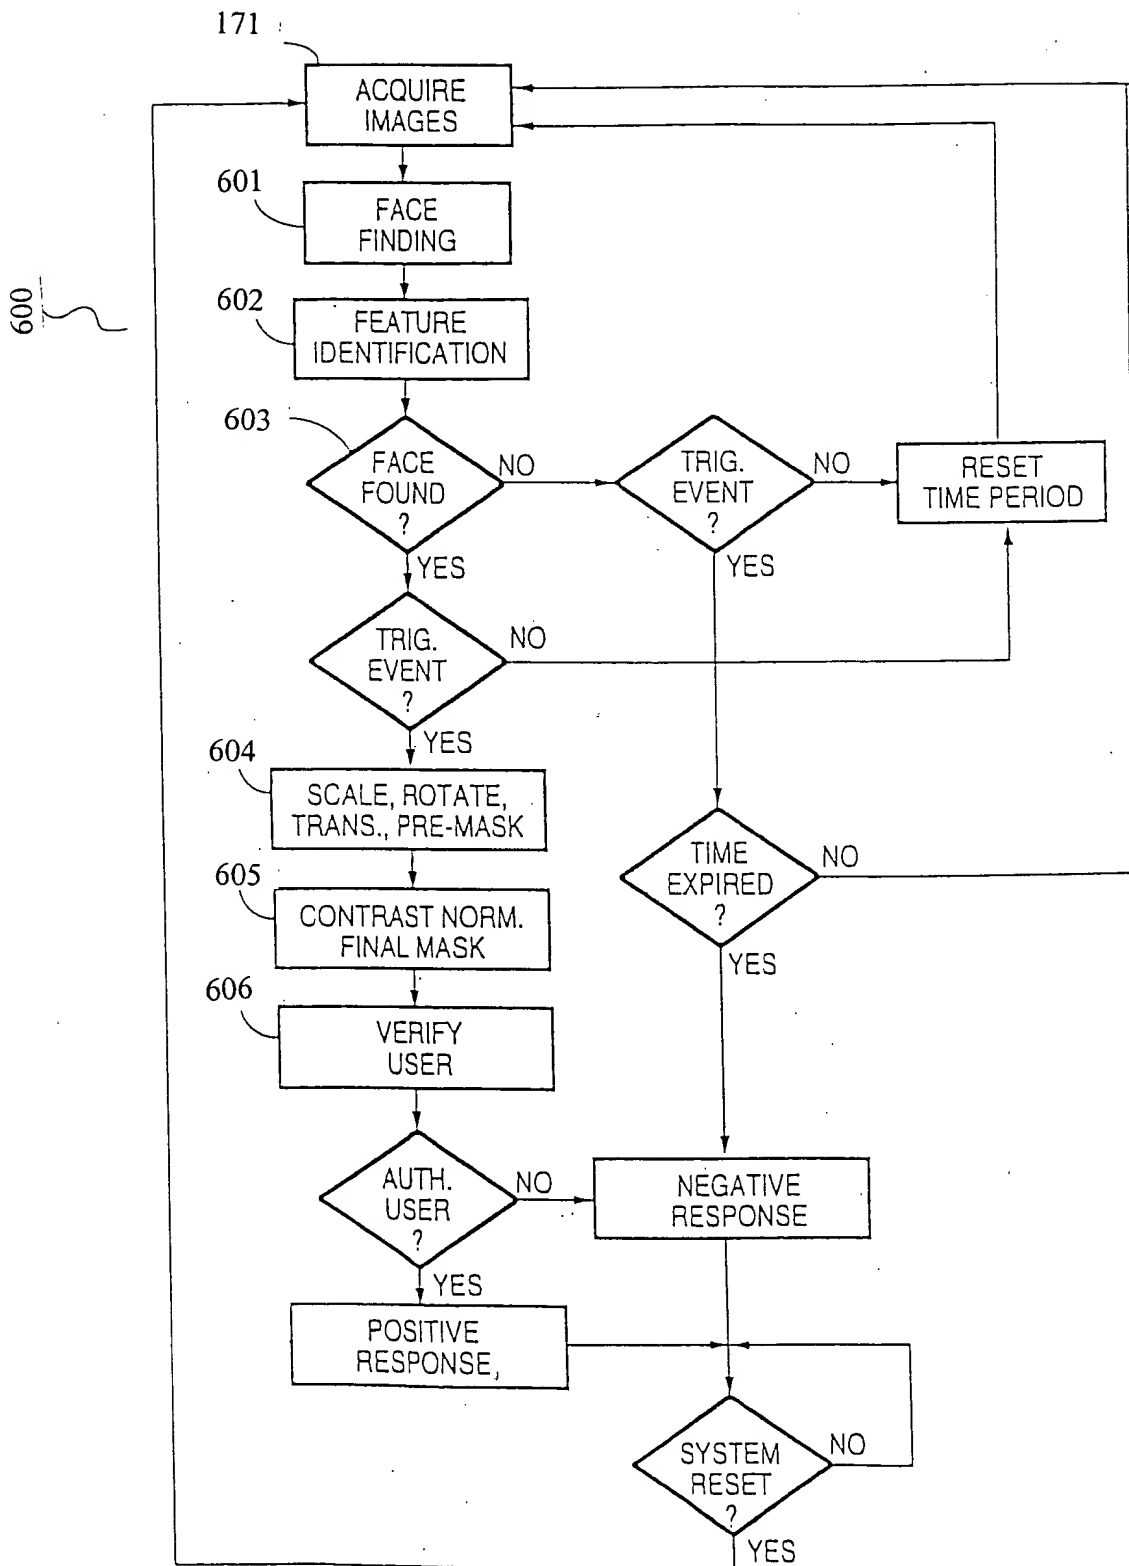 171
ACQUIRE
IMAGES
601
FACE
FINDING
600
602
FEATURE
IDENTIFICATION
603
FACE
FOUND
?
NO
TRIG.
EVENT
?
NO
RESET
TIME PERIOD
YES
YES
TRIG.
EVENT
?
NO
YES
604
SCALE, ROTATE,
TRANS., PRE-MASK
TIME
EXPIRED
?
NO
605
CONTRAST NORM.
FINAL MASK
YES
606
VERIFY
USER
AUTH.
USER
?
NO
NEGATIVE
RESPONSE
YES
POSITIVE
RESPONSE,
SYSTEM
RESET
?
NO
YES